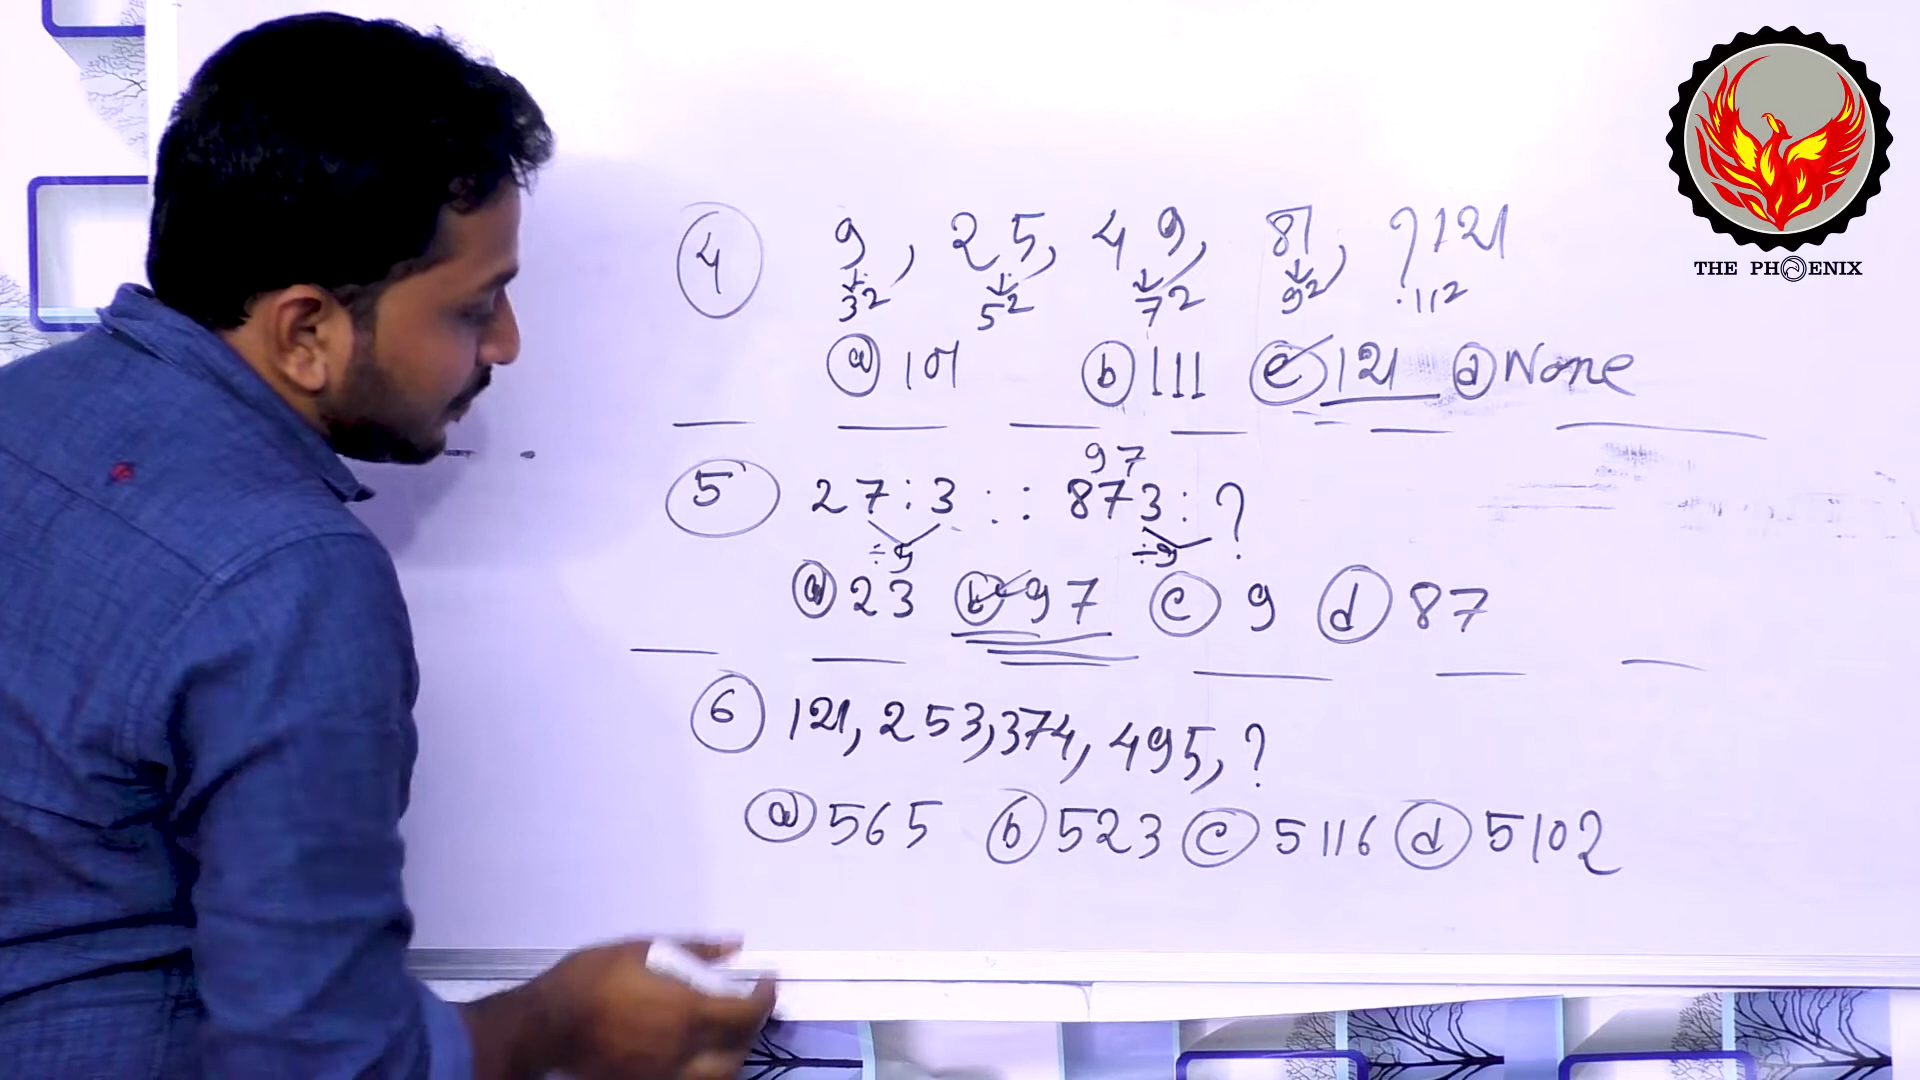 THE PHOENIX
4 9, 25, 49, 81, ? 121
3² 5² 7² 9² 11²
a 101 b 111 c 121 d None
97
5 27:3 :: 873:?
÷9 ÷9
a 23 b 97 c 9 d 87
6 121, 253, 374, 495, ?
a 565 b 523 c 5116 d 5102